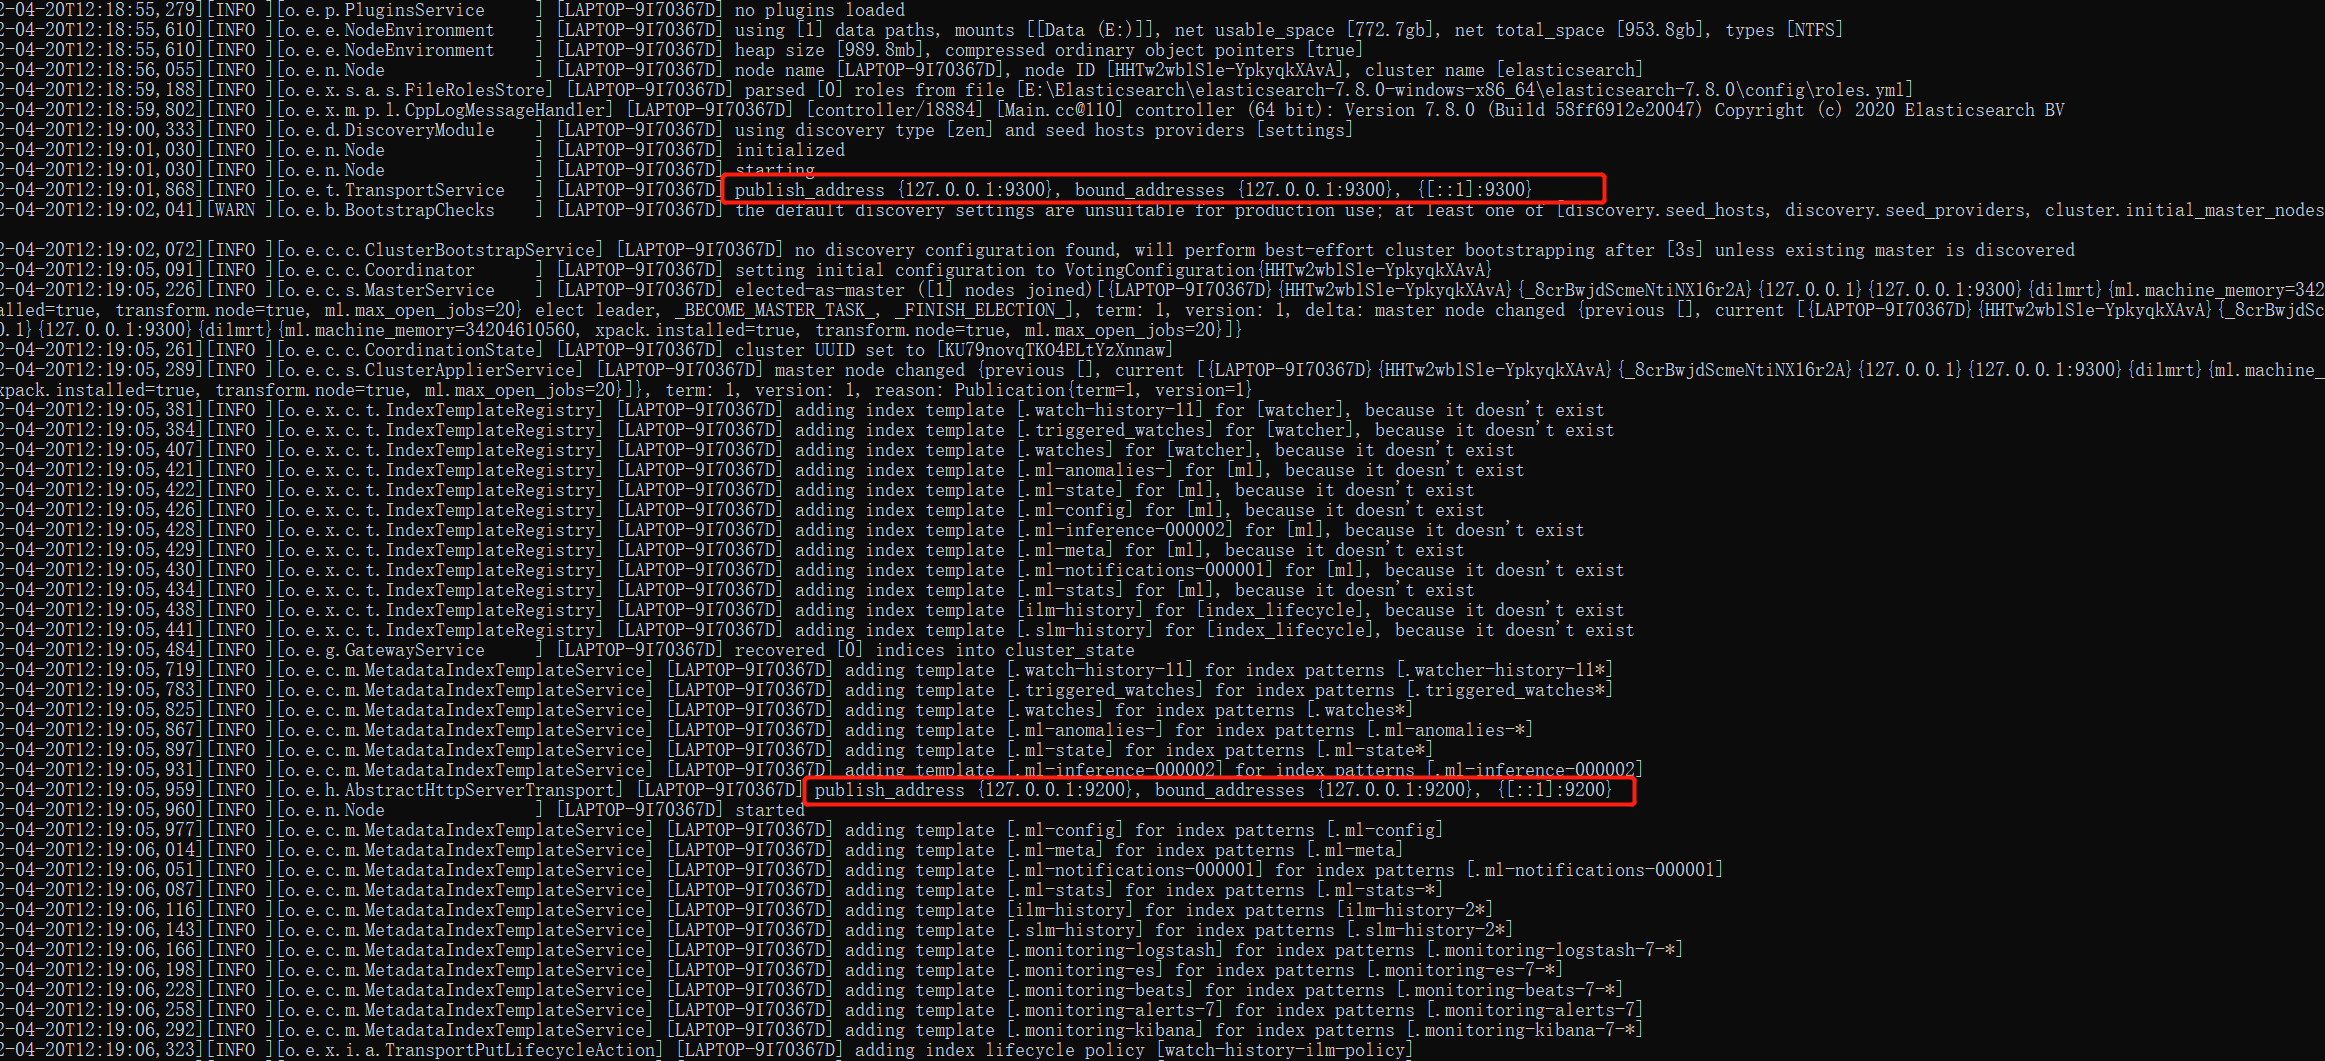 2-04-20T12:18:55,279][INFO ][o.e.p.PluginsService     ] [LAPTOP-9I70367D] no plugins loaded
2-04-20T12:18:55,610][INFO ][o.e.e.NodeEnvironment    ] [LAPTOP-9I70367D] using [1] data paths, mounts [[Data (E:)]], net usable_space [772.7gb], net total_space [953.8gb], types [NTFS]
2-04-20T12:18:55,610][INFO ][o.e.e.NodeEnvironment    ] [LAPTOP-9I70367D] heap size [989.8mb], compressed ordinary object pointers [true]
2-04-20T12:18:56,055][INFO ][o.e.n.Node               ] [LAPTOP-9I70367D] node name [LAPTOP-9I70367D], node ID [HHTw2wblSle-YpkyqkXAvA], cluster name [elasticsearch]
2-04-20T12:18:59,188][INFO ][o.e.x.s.a.s.FileRolesStore] [LAPTOP-9I70367D] parsed [0] roles from file [E:\Elasticsearch\elasticsearch-7.8.0-windows-x86_64\elasticsearch-7.8.0\config\roles.yml]
2-04-20T12:18:59,802][INFO ][o.e.x.m.p.l.CppLogMessageHandler] [LAPTOP-9I70367D] [controller/18884] [Main.cc@110] controller (64 bit): Version 7.8.0 (Build 58ff6912e20047) Copyright (c) 2020 Elasticsearch BV
2-04-20T12:19:00,333][INFO ][o.e.d.DiscoveryModule    ] [LAPTOP-9I70367D] using discovery type [zen] and seed hosts providers [settings]
2-04-20T12:19:01,030][INFO ][o.e.n.Node               ] [LAPTOP-9I70367D] initialized
2-04-20T12:19:01,030][INFO ][o.e.n.Node               ] [LAPTOP-9I70367D] starting
2-04-20T12:19:01,868][INFO ][o.e.t.TransportService   ] [LAPTOP-9I70367D] publish_address {127.0.0.1:9300}, bound_addresses {127.0.0.1:9300}, {[::1]:9300}
2-04-20T12:19:02,041][WARN ][o.e.b.BootstrapChecks    ] [LAPTOP-9I70367D] the default discovery settings are unsuitable for production use; at least one of [discovery.seed_hosts, discovery.seed_providers, cluster.initial_master_nodes
2-04-20T12:19:02,072][INFO ][o.e.c.c.ClusterBootstrapService] [LAPTOP-9I70367D] no discovery configuration found, will perform best-effort cluster bootstrapping after [3s] unless existing master is discovered
2-04-20T12:19:05,091][INFO ][o.e.c.c.Coordinator      ] [LAPTOP-9I70367D] setting initial configuration to VotingConfiguration{HHTw2wblSle-YpkyqkXAvA}
2-04-20T12:19:05,226][INFO ][o.e.c.s.MasterService    ] [LAPTOP-9I70367D] elected-as-master ([1] nodes joined)[{LAPTOP-9I70367D}{HHTw2wblSle-YpkyqkXAvA}{_8crBwjdScmeNtiNX16r2A}{127.0.0.1}{127.0.0.1:9300}{dilmrt}{ml.machine_memory=342
alled=true, transform.node=true, ml.max_open_jobs=20} elect leader, _BECOME_MASTER_TASK_, _FINISH_ELECTION_], term: 1, version: 1, delta: master node changed {previous [], current [{LAPTOP-9I70367D}{HHTw2wblSle-YpkyqkXAvA}{_8crBwjdSc
0.1}{127.0.0.1:9300}{dilmrt}{ml.machine_memory=34204610560, xpack.installed=true, transform.node=true, ml.max_open_jobs=20}]}
2-04-20T12:19:05,261][INFO ][o.e.c.c.CoordinationState] [LAPTOP-9I70367D] cluster UUID set to [KU79novqTKO4ELtYzXnnaw]
2-04-20T12:19:05,289][INFO ][o.e.c.s.ClusterApplierService] [LAPTOP-9I70367D] master node changed {previous [], current [{LAPTOP-9I70367D}{HHTw2wblSle-YpkyqkXAvA}{_8crBwjdScmeNtiNX16r2A}{127.0.0.1}{127.0.0.1:9300}{dilmrt}{ml.machine_
xpack.installed=true, transform.node=true, ml.max_open_jobs=20}]}, term: 1, version: 1, reason: Publication{term=1, version=1}
2-04-20T12:19:05,381][INFO ][o.e.x.c.t.IndexTemplateRegistry] [LAPTOP-9I70367D] adding index template [.watch-history-11] for [watcher], because it doesn't exist
2-04-20T12:19:05,384][INFO ][o.e.x.c.t.IndexTemplateRegistry] [LAPTOP-9I70367D] adding index template [.triggered_watches] for [watcher], because it doesn't exist
2-04-20T12:19:05,407][INFO ][o.e.x.c.t.IndexTemplateRegistry] [LAPTOP-9I70367D] adding index template [.watches] for [watcher], because it doesn't exist
2-04-20T12:19:05,421][INFO ][o.e.x.c.t.IndexTemplateRegistry] [LAPTOP-9I70367D] adding index template [.ml-anomalies-] for [ml], because it doesn't exist
2-04-20T12:19:05,422][INFO ][o.e.x.c.t.IndexTemplateRegistry] [LAPTOP-9I70367D] adding index template [.ml-state] for [ml], because it doesn't exist
2-04-20T12:19:05,426][INFO ][o.e.x.c.t.IndexTemplateRegistry] [LAPTOP-9I70367D] adding index template [.ml-config] for [ml], because it doesn't exist
2-04-20T12:19:05,428][INFO ][o.e.x.c.t.IndexTemplateRegistry] [LAPTOP-9I70367D] adding index template [.ml-inference-000002] for [ml], because it doesn't exist
2-04-20T12:19:05,429][INFO ][o.e.x.c.t.IndexTemplateRegistry] [LAPTOP-9I70367D] adding index template [.ml-meta] for [ml], because it doesn't exist
2-04-20T12:19:05,430][INFO ][o.e.x.c.t.IndexTemplateRegistry] [LAPTOP-9I70367D] adding index template [.ml-notifications-000001] for [ml], because it doesn't exist
2-04-20T12:19:05,434][INFO ][o.e.x.c.t.IndexTemplateRegistry] [LAPTOP-9I70367D] adding index template [.ml-stats] for [ml], because it doesn't exist
2-04-20T12:19:05,438][INFO ][o.e.x.c.t.IndexTemplateRegistry] [LAPTOP-9I70367D] adding index template [ilm-history] for [index_lifecycle], because it doesn't exist
2-04-20T12:19:05,441][INFO ][o.e.x.c.t.IndexTemplateRegistry] [LAPTOP-9I70367D] adding index template [.slm-history] for [index_lifecycle], because it doesn't exist
2-04-20T12:19:05,484][INFO ][o.e.g.GatewayService     ] [LAPTOP-9I70367D] recovered [0] indices into cluster_state
2-04-20T12:19:05,719][INFO ][o.e.c.m.MetadataIndexTemplateService] [LAPTOP-9I70367D] adding template [.watch-history-11] for index patterns [.watcher-history-11*]
2-04-20T12:19:05,783][INFO ][o.e.c.m.MetadataIndexTemplateService] [LAPTOP-9I70367D] adding template [.triggered_watches] for index patterns [.triggered_watches*]
2-04-20T12:19:05,825][INFO ][o.e.c.m.MetadataIndexTemplateService] [LAPTOP-9I70367D] adding template [.watches] for index patterns [.watches*]
2-04-20T12:19:05,867][INFO ][o.e.c.m.MetadataIndexTemplateService] [LAPTOP-9I70367D] adding template [.ml-anomalies-] for index patterns [.ml-anomalies-*]
2-04-20T12:19:05,897][INFO ][o.e.c.m.MetadataIndexTemplateService] [LAPTOP-9I70367D] adding template [.ml-state] for index patterns [.ml-state*]
2-04-20T12:19:05,931][INFO ][o.e.c.m.MetadataIndexTemplateService] [LAPTOP-9I70367D] adding template [.ml-inference-000002] for index patterns [.ml-inference-000002]
2-04-20T12:19:05,959][INFO ][o.e.h.AbstractHttpServerTransport] [LAPTOP-9I70367D] publish_address {127.0.0.1:9200}, bound_addresses {127.0.0.1:9200}, {[::1]:9200}
2-04-20T12:19:05,960][INFO ][o.e.n.Node               ] [LAPTOP-9I70367D] started
2-04-20T12:19:05,977][INFO ][o.e.c.m.MetadataIndexTemplateService] [LAPTOP-9I70367D] adding template [.ml-config] for index patterns [.ml-config]
2-04-20T12:19:06,014][INFO ][o.e.c.m.MetadataIndexTemplateService] [LAPTOP-9I70367D] adding template [.ml-meta] for index patterns [.ml-meta]
2-04-20T12:19:06,051][INFO ][o.e.c.m.MetadataIndexTemplateService] [LAPTOP-9I70367D] adding template [.ml-notifications-000001] for index patterns [.ml-notifications-000001]
2-04-20T12:19:06,087][INFO ][o.e.c.m.MetadataIndexTemplateService] [LAPTOP-9I70367D] adding template [.ml-stats] for index patterns [.ml-stats-*]
2-04-20T12:19:06,116][INFO ][o.e.c.m.MetadataIndexTemplateService] [LAPTOP-9I70367D] adding template [ilm-history] for index patterns [ilm-history-2*]
2-04-20T12:19:06,143][INFO ][o.e.c.m.MetadataIndexTemplateService] [LAPTOP-9I70367D] adding template [.slm-history] for index patterns [.slm-history-2*]
2-04-20T12:19:06,166][INFO ][o.e.c.m.MetadataIndexTemplateService] [LAPTOP-9I70367D] adding template [.monitoring-logstash] for index patterns [.monitoring-logstash-7-*]
2-04-20T12:19:06,198][INFO ][o.e.c.m.MetadataIndexTemplateService] [LAPTOP-9I70367D] adding template [.monitoring-es] for index patterns [.monitoring-es-7-*]
2-04-20T12:19:06,228][INFO ][o.e.c.m.MetadataIndexTemplateService] [LAPTOP-9I70367D] adding template [.monitoring-beats] for index patterns [.monitoring-beats-7-*]
2-04-20T12:19:06,258][INFO ][o.e.c.m.MetadataIndexTemplateService] [LAPTOP-9I70367D] adding template [.monitoring-alerts-7] for index patterns [.monitoring-alerts-7]
2-04-20T12:19:06,292][INFO ][o.e.c.m.MetadataIndexTemplateService] [LAPTOP-9I70367D] adding template [.monitoring-kibana] for index patterns [.monitoring-kibana-7-*]
2-04-20T12:19:06,323][INFO ][o.e.x.i.a.TransportPutLifecycleAction] [LAPTOP-9I70367D] adding index lifecycle policy [watch-history-ilm-policy]